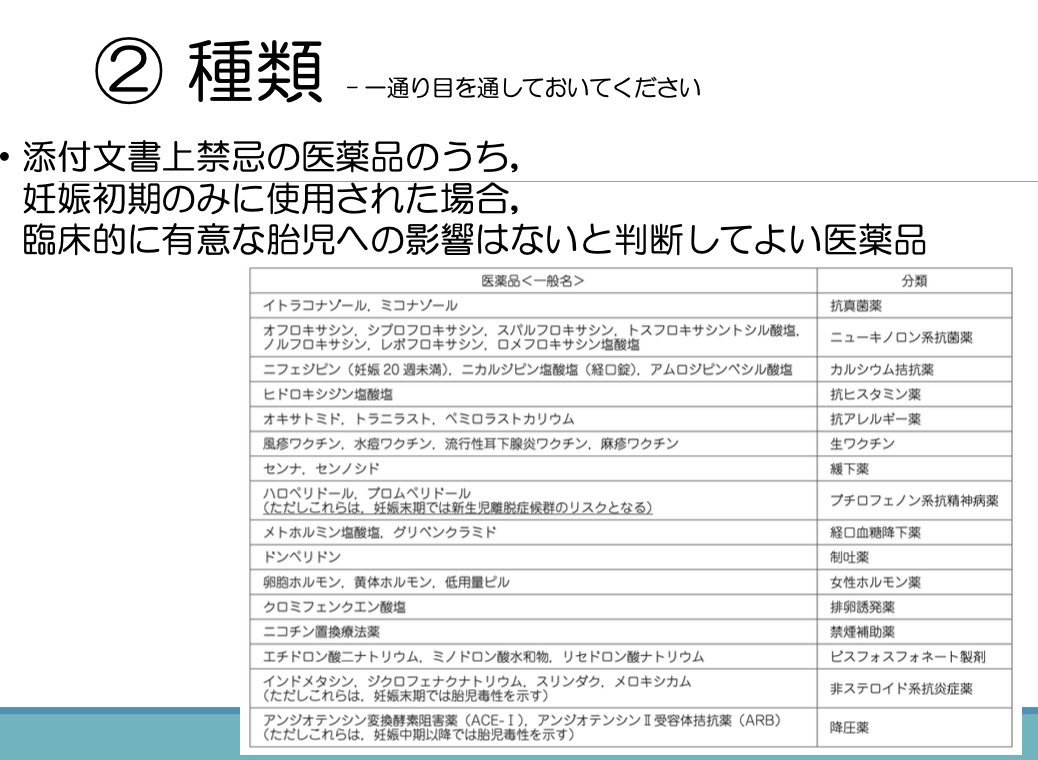 ② 種類 – 一通り目を通しておいてください
• 添付文書上禁忌の医薬品のうち,
妊娠初期のみに使用された場合,
臨床的に有意な胎児への影響はないと判断してよい医薬品
医薬品<一般名> 分類
イトラコナゾール,ミコナゾール 抗真菌薬
オフロキサシン,シプロフロキサシン,スパルフロキサシン,トスフロキサシントシル酸塩,
ノルフロキサシン,レボフロキサシン,ロメフロキサシン塩酸塩 ニューキノロン系抗菌薬
ニフェジピン(妊娠 20 週未満),ニカルジピン塩酸塩(経口錠),アムロジピンベシル酸塩 カルシウム拮抗薬
ヒドロキシジン塩酸塩 抗ヒスタミン薬
オキサトミド,トラニラスト,ペミロラストカリウム 抗アレルギー薬
風疹ワクチン,水痘ワクチン,流行性耳下腺炎ワクチン,麻疹ワクチン 生ワクチン
センナ,センノシド 緩下薬
ハロペリドール,ブロムペリドール
(ただしこれらは,妊娠末期では新生児離脱症候群のリスクとなる) ブチロフェノン系抗精神病薬
メトホルミン塩酸塩,グリベンクラミド 経口血糖降下薬
ドンペリドン 制吐薬
卵胞ホルモン,黄体ホルモン,低用量ピル 女性ホルモン薬
クロミフェンクエン酸塩 排卵誘発薬
ニコチン置換療法薬 禁煙補助薬
エチドロン酸二ナトリウム,ミノドロン酸水和物,リセドロン酸ナトリウム ビスフォスフォネート製剤
インドメタシン,ジクロフェナクナトリウム,スリンダク,メロキシカム
(ただしこれらは,妊娠末期では胎児毒性を示す) 非ステロイド系抗炎症薬
アンジオテンシン変換酵素阻害薬(ACE-Ⅰ),アンジオテンシンⅡ受容体拮抗薬(ARB)
(ただしこれらは,妊娠中期以降では胎児毒性を示す) 降圧薬